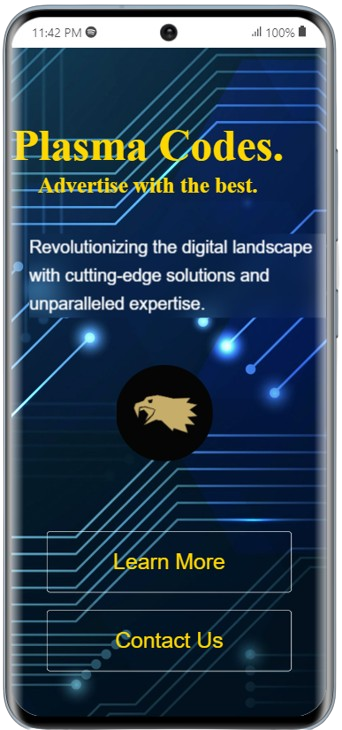 11:42 PM 100%
Plasma Codes.
Advertise with the best.
Revolutionizing the digital landscape
with cutting-edge solutions and
unparalleled expertise.
Learn More
Contact Us